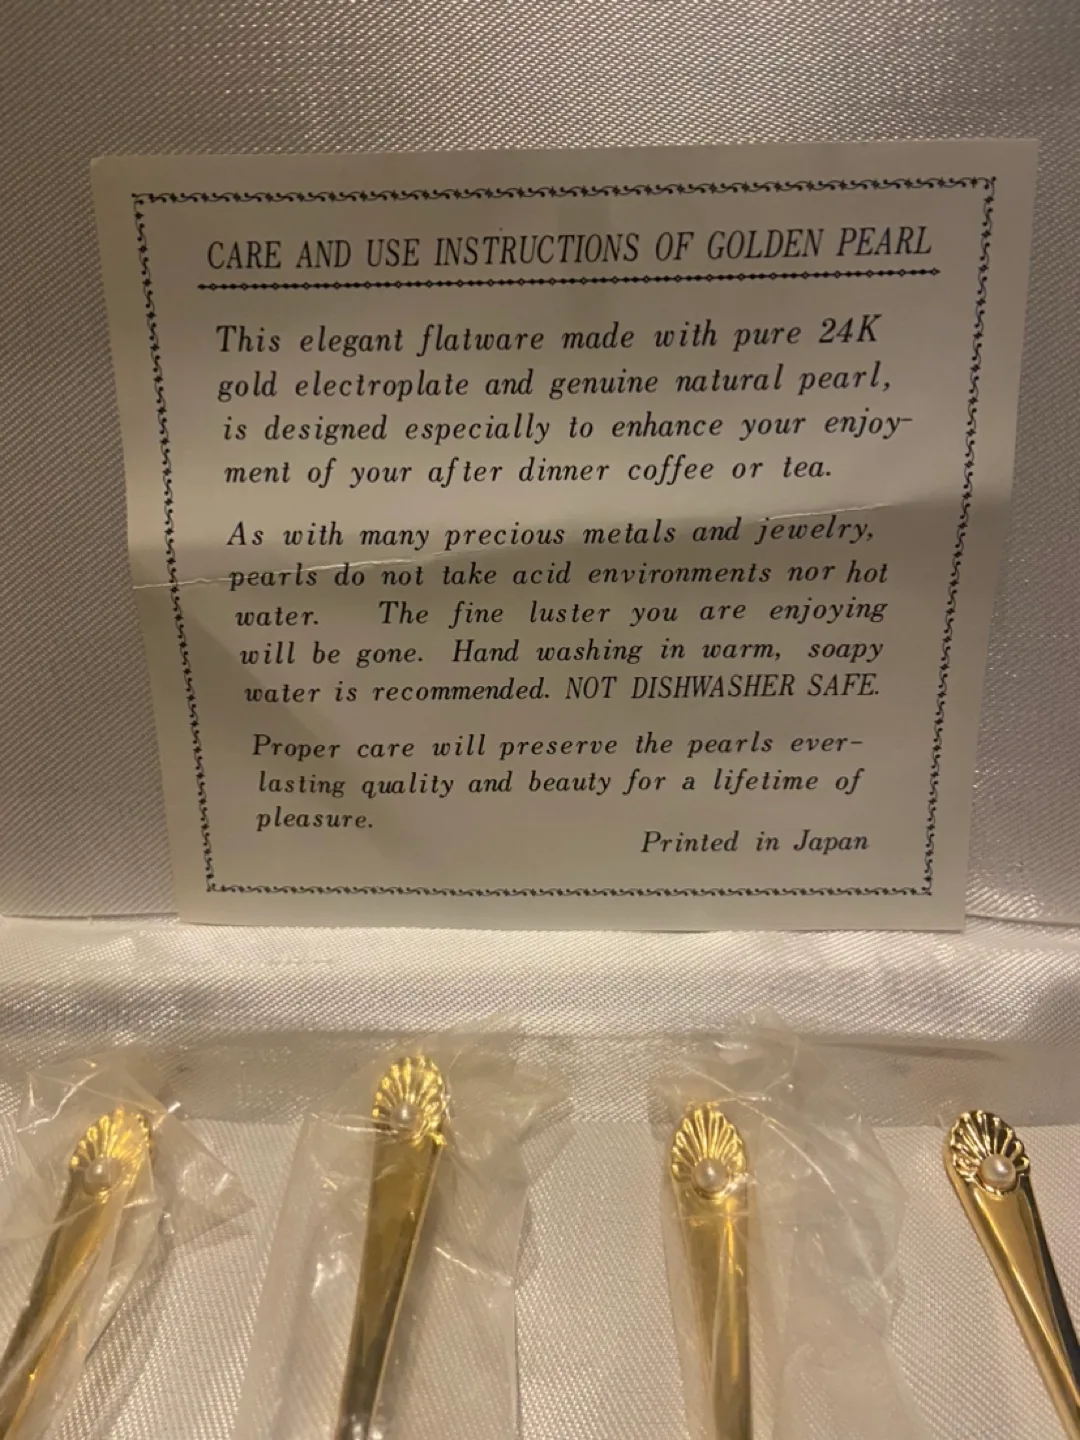 CARE AND USE INSTRUCTIONS OF GOLDEN PEARL
This elegant flatware made with pure 24K
gold electroplate and genuine natural pearl,
is designed especially to enhance your enjoy-
ment of your after dinner coffee or tea.
As with many precious metals and jewelry,
pearls do not take acid environments nor hot
water. The fine luster you are enjoying
will be gone. Hand washing in warm, soapy
water is recommended. NOT DISHWASHER SAFE.
Proper care will preserve the pearls ever-
lasting quality and beauty for a lifetime of
pleasure.
Printed in Japan